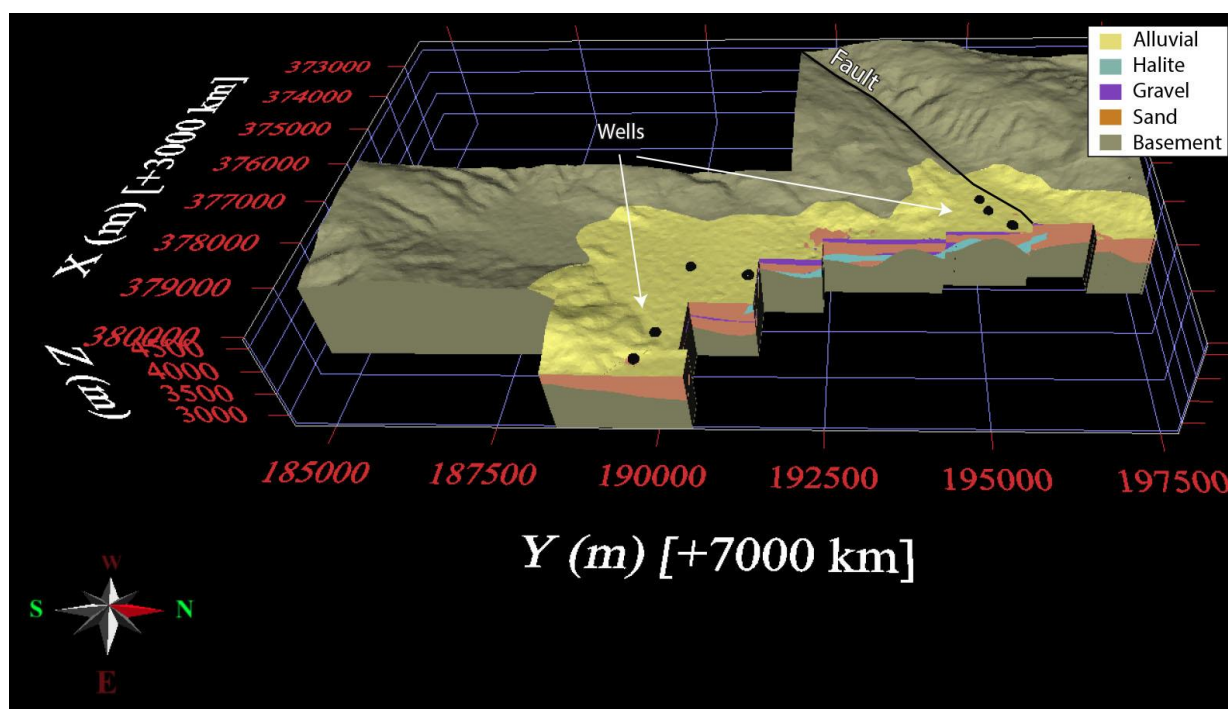 Alluvial
Halite
Gravel
Sand
Basement
Fault
Wells
373000
374000
375000
376000
377000
378000
379000
380000
X (m) [+3000 km]
4500
4000
3500
3000
Z (m)
185000
187500
190000
192500
195000
197500
Y (m) [+7000 km]
W
S N
E